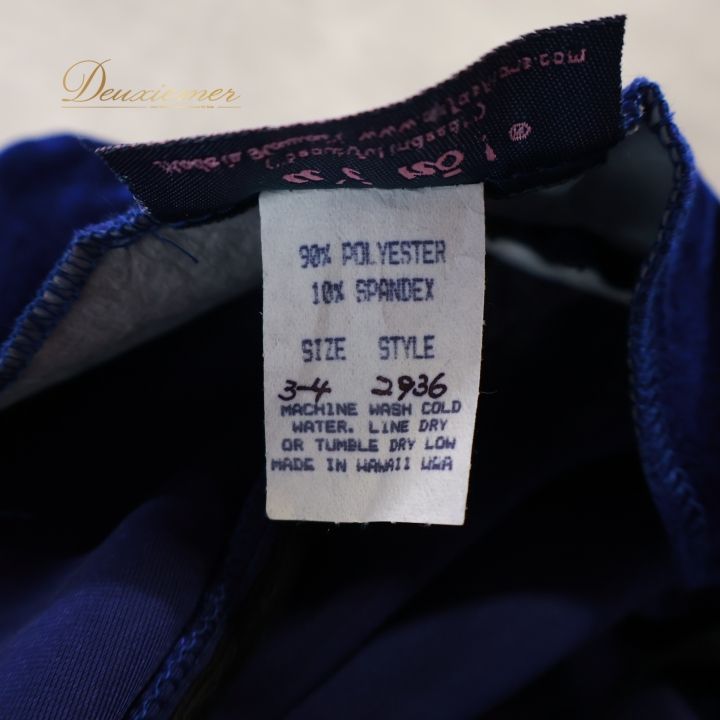 Deuxiemer
90% POLYESTER
10% SPANDEX
SIZE STYLE
3-4 2936
MACHINE WASH COLD
WATER. LINE DRY
OR TUMBLE DRY LOW
MADE IN HAWAII USA